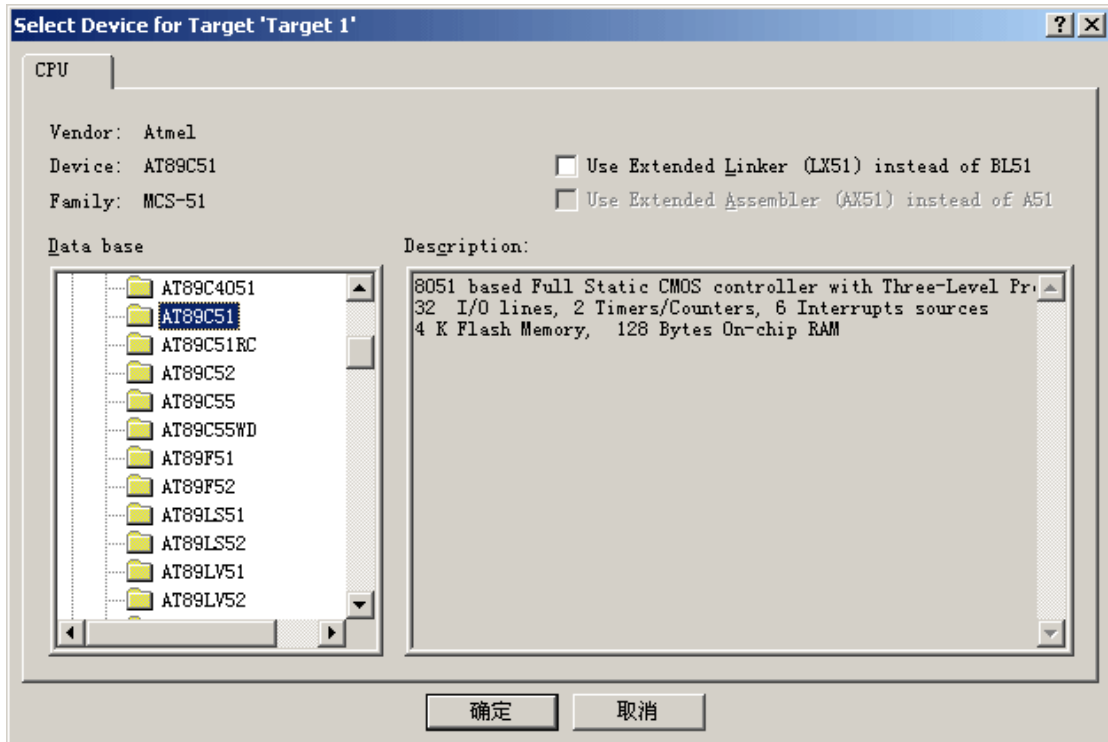 Select Device for Target 'Target 1'
CPU
Vendor: Atmel
Device: AT89C51
Family: MCS-51
Use Extended Linker (LX51) instead of BL51
Use Extended Assembler (AX51) instead of A51
Data base
Description:
AT89C4051
AT89C51
AT89C51RC
AT89C52
AT89C55
AT89C55WD
AT89F51
AT89F52
AT89LS51
AT89LS52
AT89LV51
AT89LV52
8051 based Full Static CMOS controller with Three-Level
32 I/O lines, 2 Timers/Counters, 6 Interrupts sources
4 K Flash Memory, 128 Bytes On-chip RAM
确定
取消